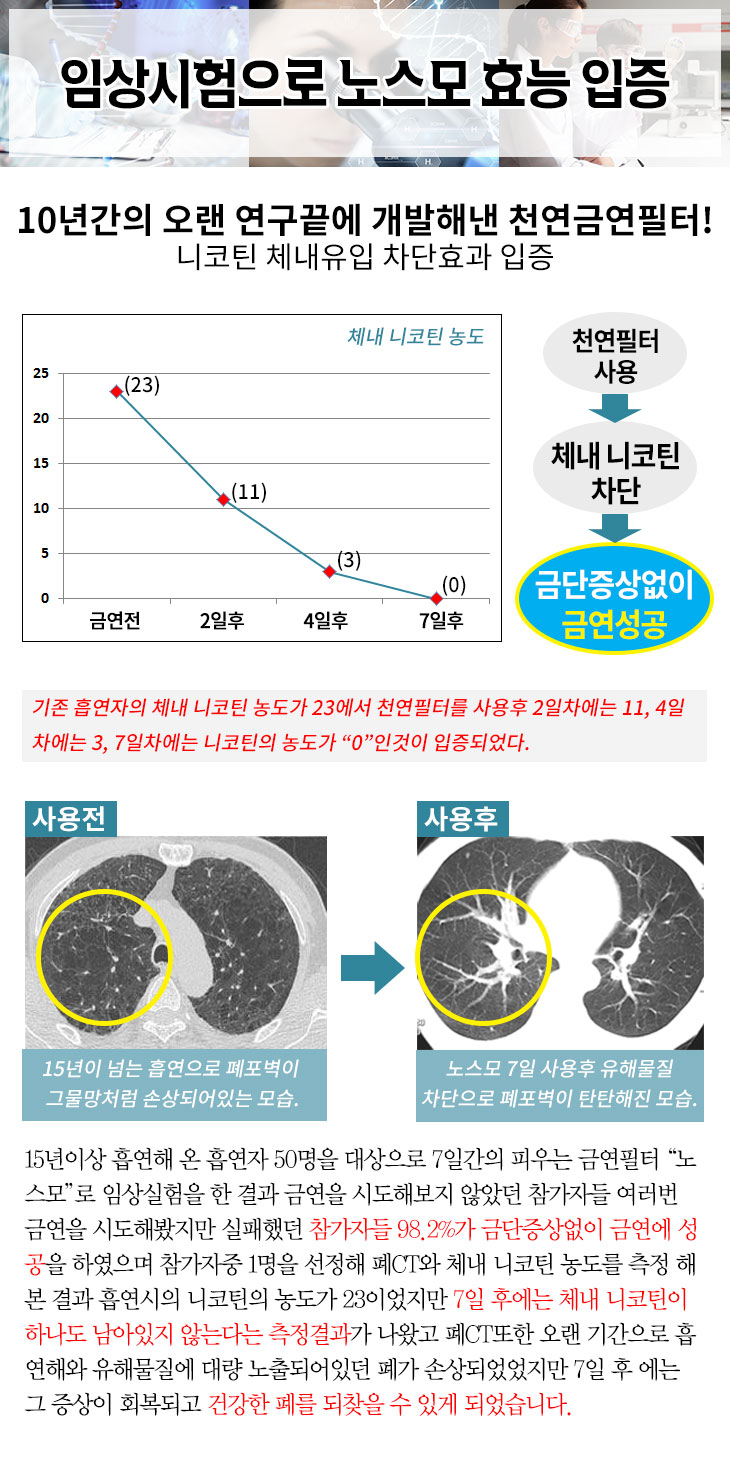 임상시험으로 노스모 효능 입증
10년간의 오랜 연구끝에 개발해낸 천연금연필터!
니코틴 체내유입 차단효과 입증
체내 니코틴 농도
25
20
15
10
5
0
(23)
(11)
(3)
(0)
금연전 2일후 4일후 7일후
천연필터
사용
체내 니코틴
차단
금단증상없이
금연성공
기존 흡연자의 체내 니코틴 농도가 23에서 천연필터를 사용후 2일차에는 11, 4일
차에는 3, 7일차에는 니코틴의 농도가 “0”인것이 입증되었다.
사용전
15년이 넘는 흡연으로 폐포벽이
그물망처럼 손상되어있는 모습.
사용후
노스모 7일 사용후 유해물질
차단으로 폐포벽이 탄탄해진 모습.
15년이상 흡연해 온 흡연자 50명을 대상으로 7일간의 피우는 금연필터 “노
스모”로 임상실험을 한 결과 금연을 시도해보지 않았던 참가자들 여러번
금연을 시도해봤지만 실패했던 참가자들 98.2%가 금단증상없이 금연에 성
공을 하였으며 참가자중 1명을 선정해 폐CT와 체내 니코틴 농도를 측정 해
본 결과 흡연시의 니코틴의 농도가 23이었지만 7일 후에는 체내 니코틴이
하나도 남아있지 않는다는 측정결과가 나왔고 폐CT또한 오랜 기간으로 흡
연해와 유해물질에 대량 노출되어있던 폐가 손상되었었지만 7일 후 에는
그 증상이 회복되고 건강한 폐를 되찾을 수 있게 되었습니다.